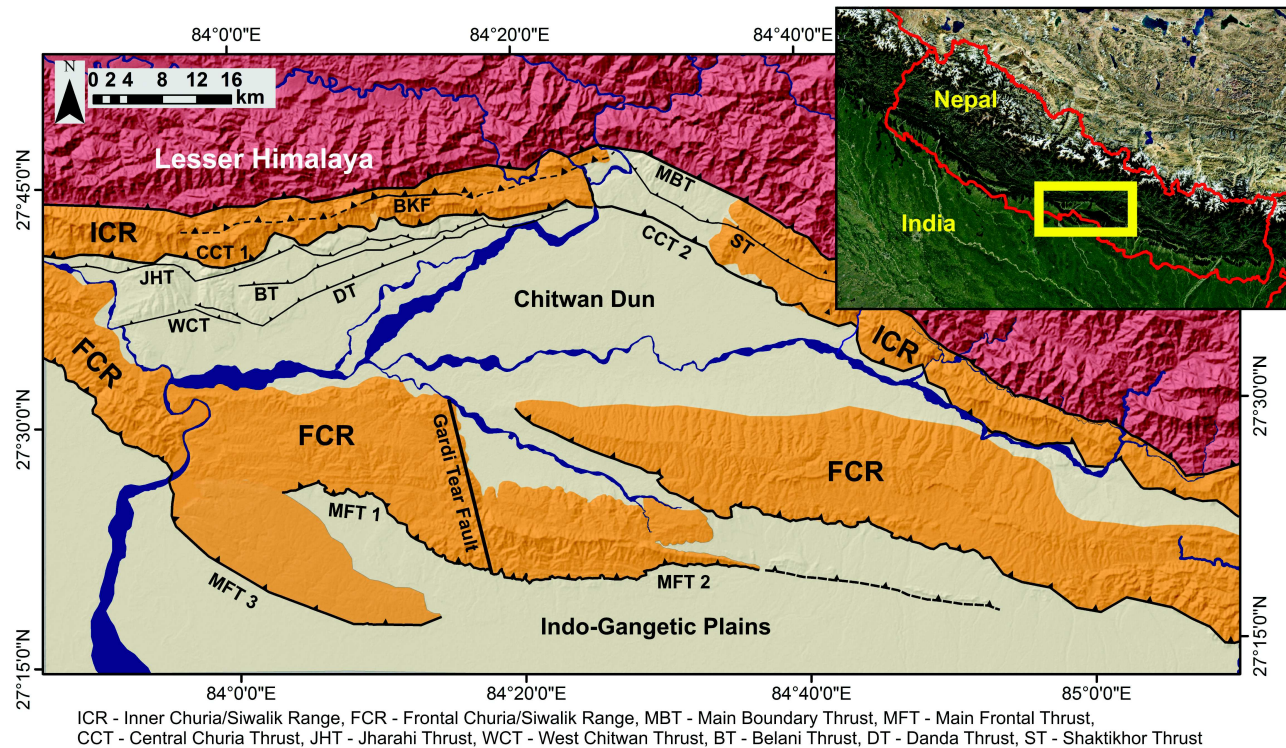 84°0'0"E
84°20'0"E
84°40'0"E
N
0 2 4 8 12 16
km
Nepal
India
Lesser Himalaya
27°45'0"N
MBT
BKF
ICR
CCT 1
CCT 2
ST
JHT
BT
DT
Chitwan Dun
WCT
ICR
FCR
27°30'0"N
27°30'0"N
FCR
Gardi Tear Fault
FCR
MFT 1
MFT 2
MFT 3
Indo-Gangetic Plains
27°15'0"N
27°15'0"N
84°0'0"E
84°20'0"E
84°40'0"E
85°0'0"E
ICR - Inner Churia/Siwalik Range, FCR - Frontal Churia/Siwalik Range, MBT - Main Boundary Thrust, MFT - Main Frontal Thrust,
CCT - Central Churia Thrust, JHT - Jharahi Thrust, WCT - West Chitwan Thrust, BT - Belani Thrust, DT - Danda Thrust, ST - Shaktikhor Thrust